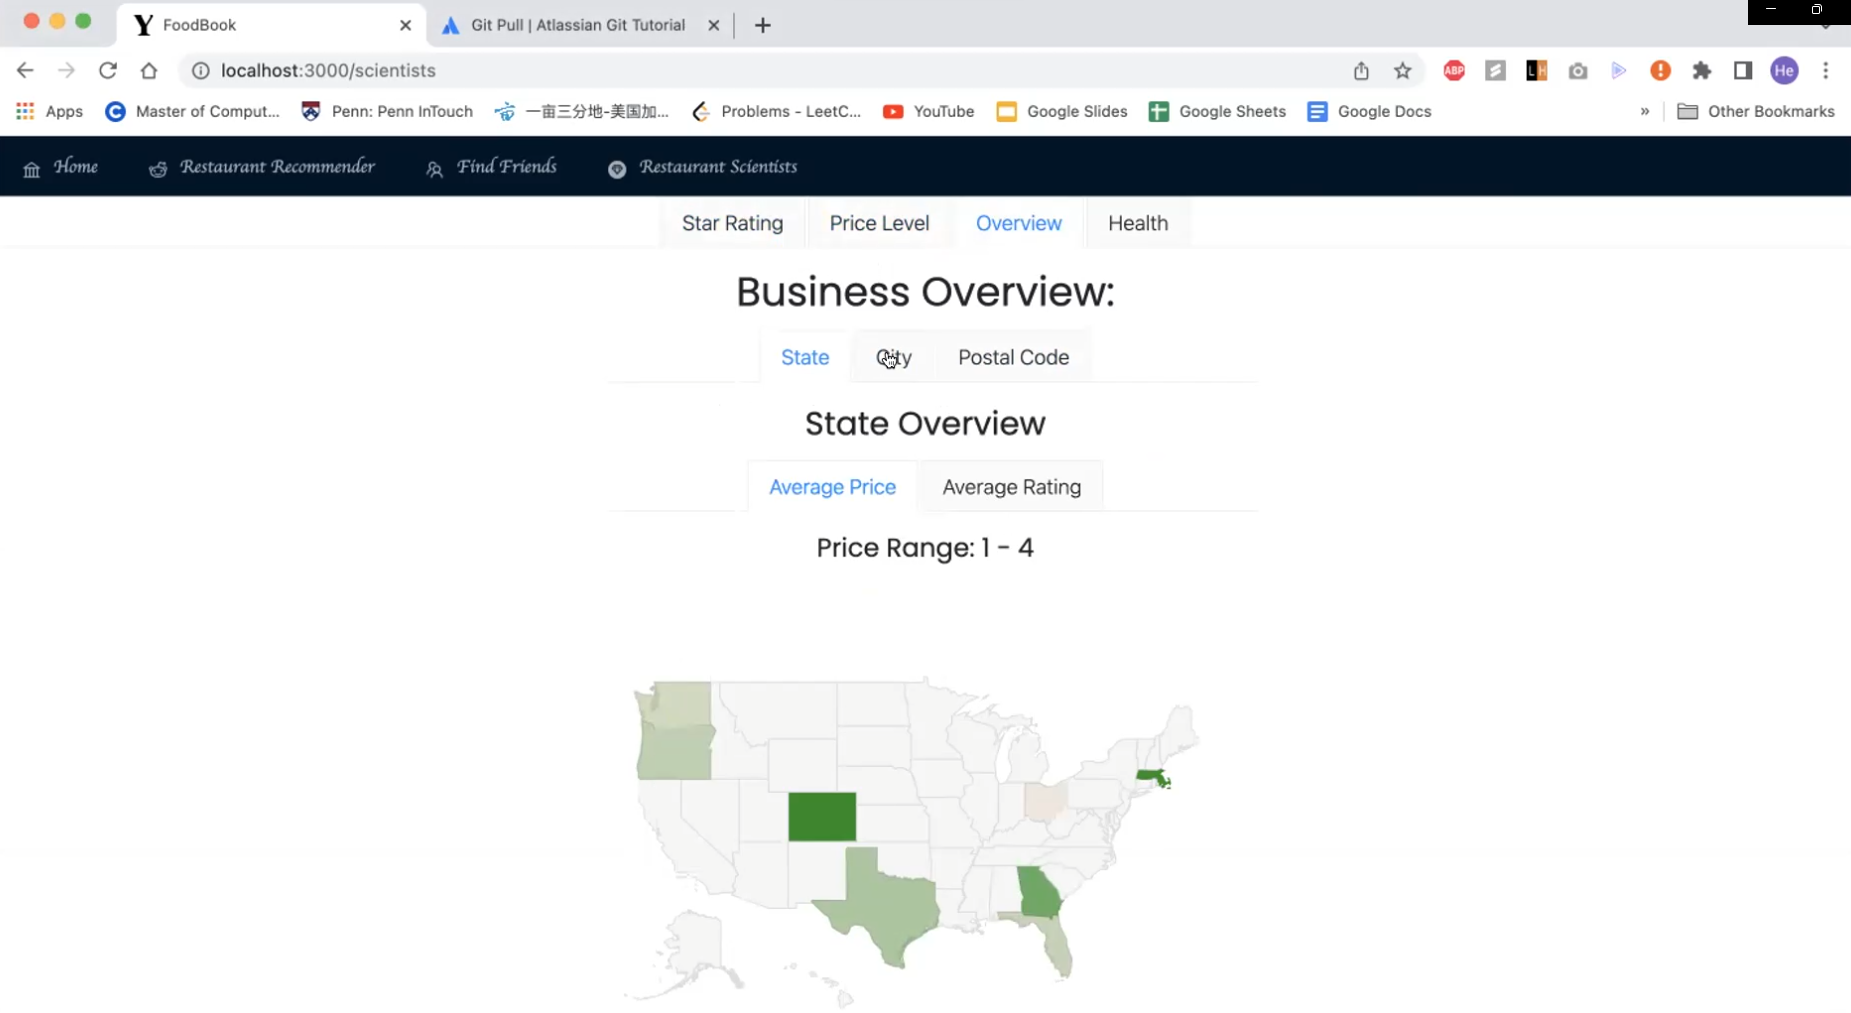 FoodBook
Git Pull | Atlassian Git Tutorial
localhost:3000/scientists
ABP
LH
He
Apps
Master of Comput...
Penn: Penn InTouch
一亩三分地-美国加...
Problems - LeetC...
YouTube
Google Slides
Google Sheets
Google Docs
»
Other Bookmarks
Home
Restaurant Recommender
Find Friends
Restaurant Scientists
Star Rating
Price Level
Overview
Health
Business Overview:
State
City
Postal Code
State Overview
Average Price
Average Rating
Price Range: 1 - 4